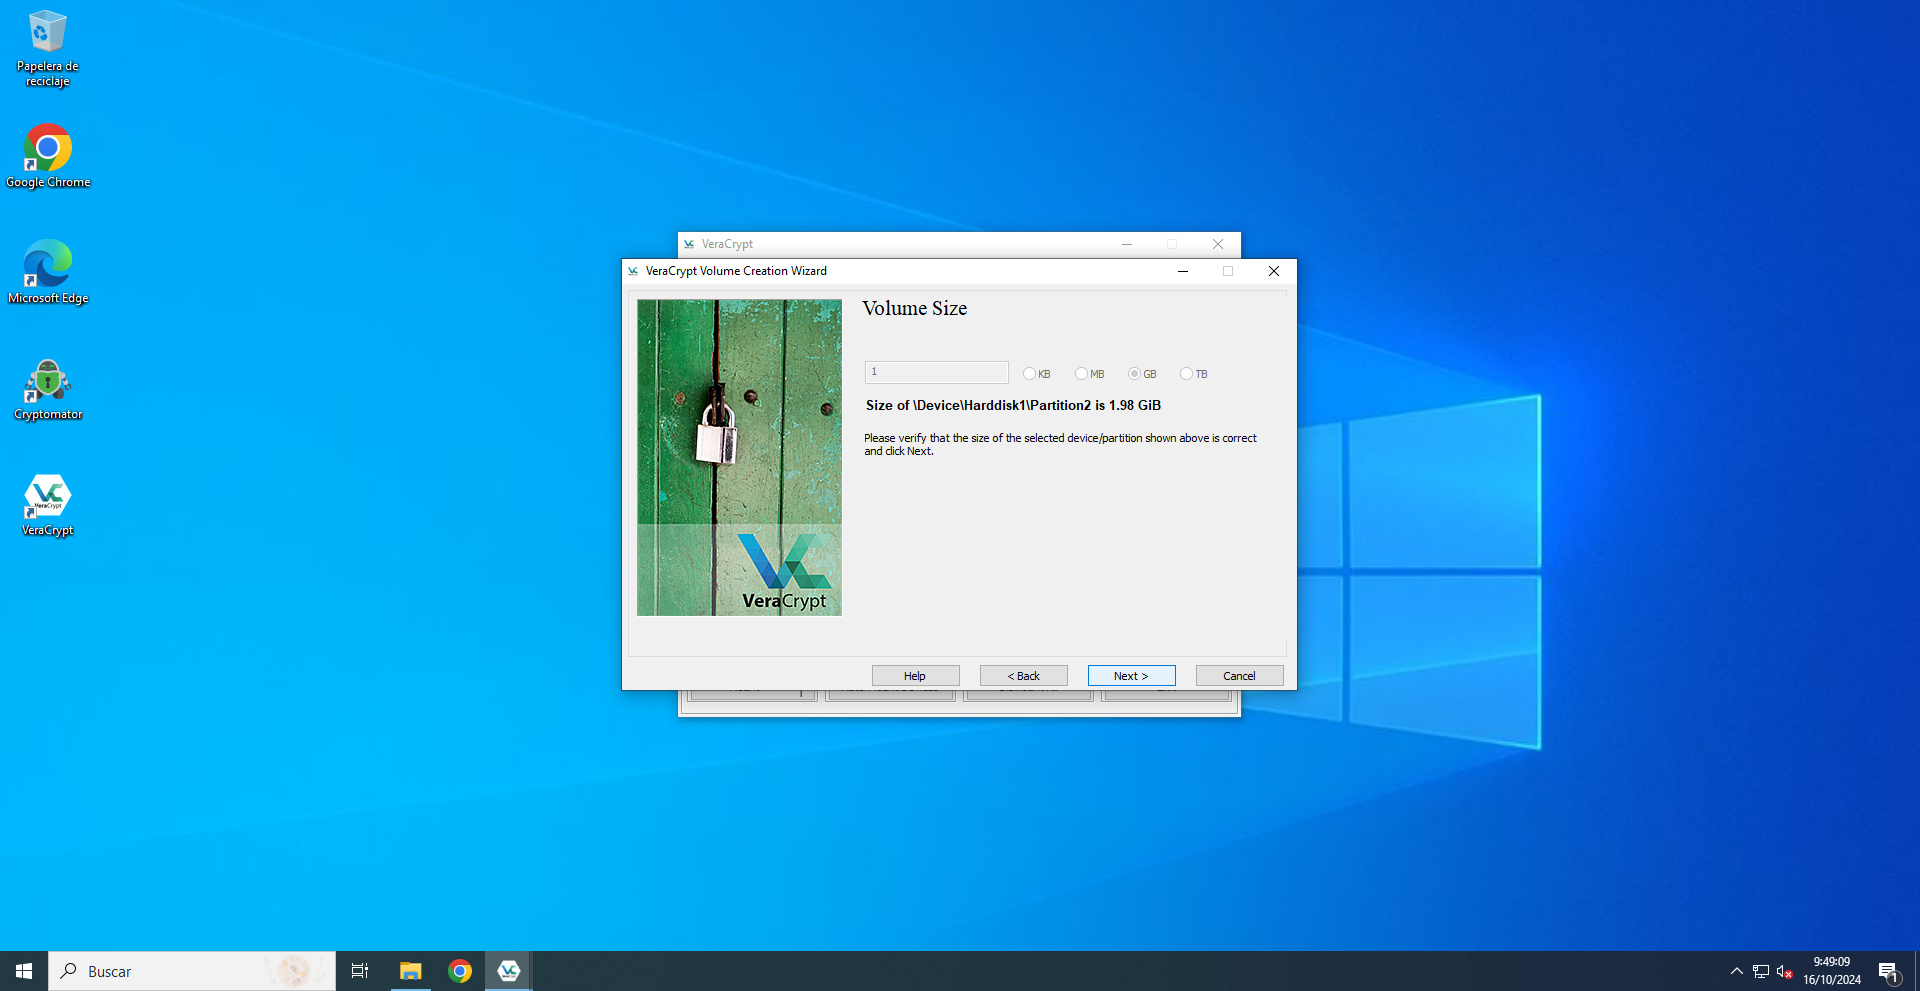 Papelera de
reciclaje
Google Chrome
Microsoft Edge
Cryptomator
VeraCrypt
VeraCrypt
VeraCrypt Volume Creation Wizard
Volume Size
1
KB
MB
GB
TB
Size of \Device\Harddisk1\Partition2 is 1.98 GiB
Please verify that the size of the selected device/partition shown above is correct
and click Next.
VeraCrypt
Help
< Back
Next >
Cancel
Buscar
9:49:09
16/10/2024
1